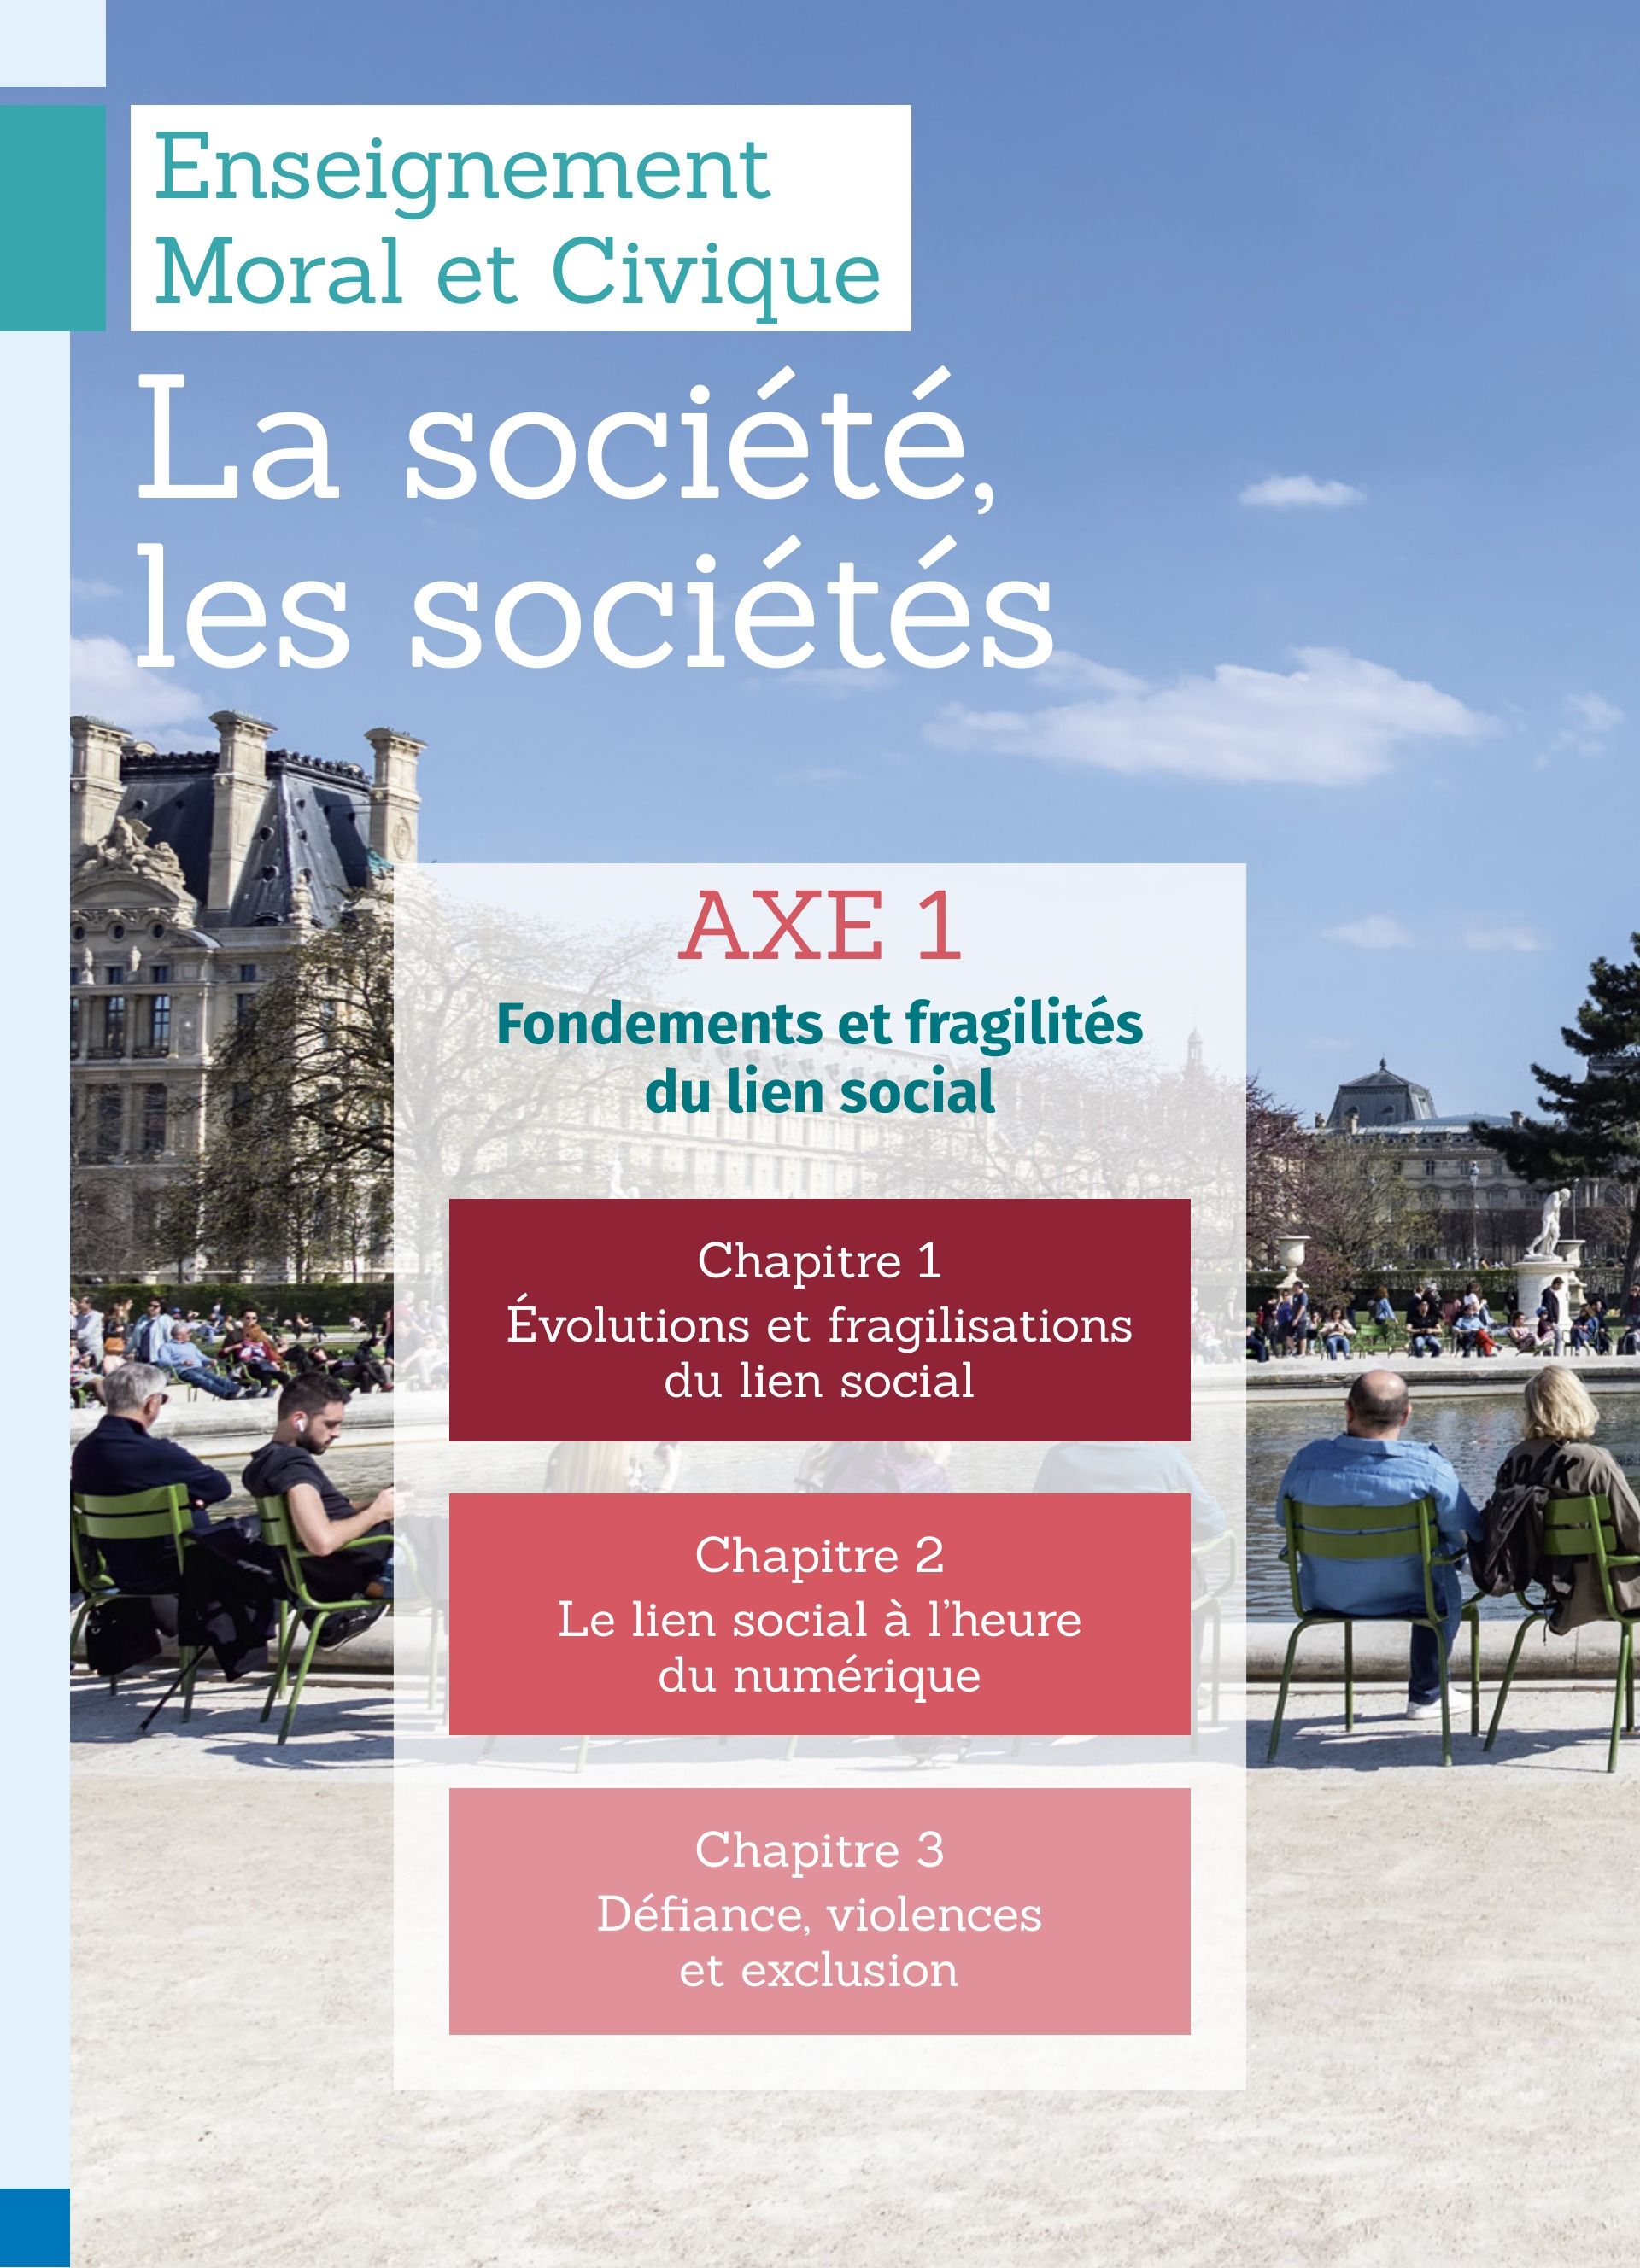 Enseignement
Moral et Civique
La société,
les sociétés
AXE 1
Fondements et fragilités
du lien social
Chapitre 1
Évolutions et fragilisations
du lien social
Chapitre 2
Le lien social à l’heure
du numérique
Chapitre 3
Défiance, violences
et exclusion